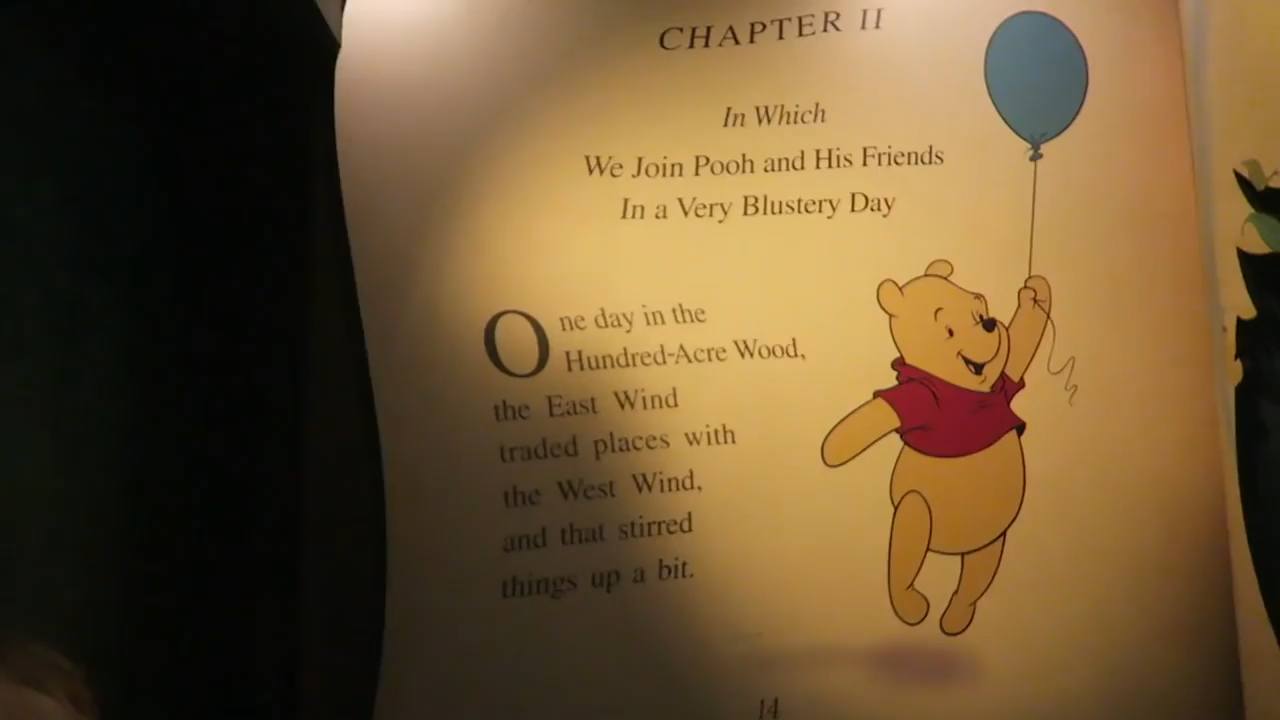 CHAPTER II
In Which
We Join Pooh and His Friends
In a Very Blustery Day
One day in the
Hundred-Acre Wood,
the East Wind
traded places with
the West Wind,
and that stirred
things up a bit.
14